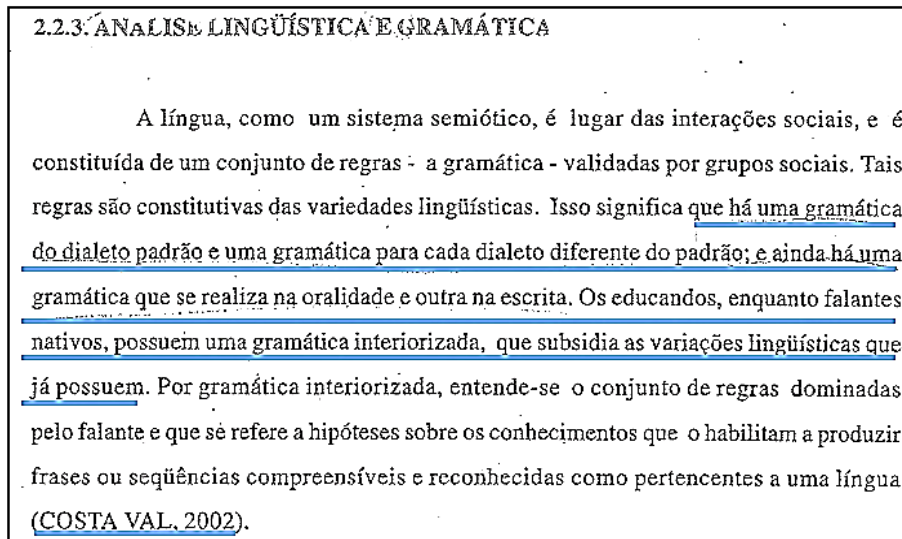 2.2.3. ANALISE LINGÜÍSTICA E GRAMÁTICA
A língua, como um sistema semiótico, é lugar das interações sociais, e é
constituída de um conjunto de regras - a gramática - validadas por grupos sociais. Tais
regras são constitutivas das variedades lingüísticas. Isso significa que há uma gramática
do dialeto padrão e uma gramática para cada dialeto diferente do padrão; e ainda há uma
gramática que se realiza na oralidade e outra na escrita. Os educandos, enquanto falantes
nativos, possuem uma gramática interiorizada, que subsidia as variações lingüísticas que
já possuem. Por gramática interiorizada, entende-se o conjunto de regras dominadas
pelo falante e que se refere a hipóteses sobre os conhecimentos que o habilitam a produzir
frases ou seqüências compreensíveis e reconhecidas como pertencentes a uma língua
(COSTA VAL, 2002).